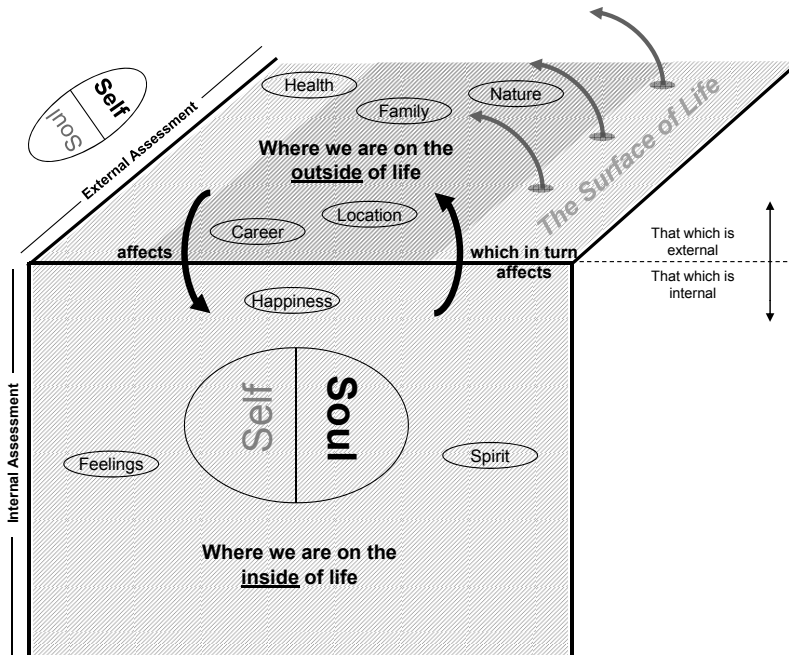 Self
Soul
External Assessment
Health
Family
Nature
Where we are on the
outside of life
The Surface of Life
Career
Location
affects
which in turn
affects
That which is
external
That which is
internal
Happiness
Self
Soul
Feelings
Spirit
Internal Assessment
Where we are on the
inside of life